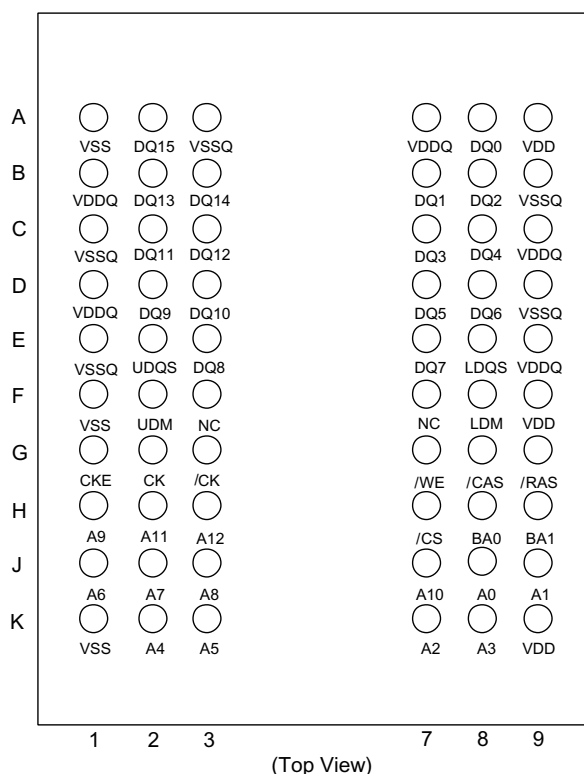 A
VSS DQ15 VSSQ VDDQ DQ0 VDD
B
VDDQ DQ13 DQ14 DQ1 DQ2 VSSQ
C
VSSQ DQ11 DQ12 DQ3 DQ4 VDDQ
D
VDDQ DQ9 DQ10 DQ5 DQ6 VSSQ
E
VSSQ UDQS DQ8 DQ7 LDQS VDDQ
F
VSS UDM NC NC LDM VDD
G
CKE CK /CK /WE /CAS /RAS
H
A9 A11 A12 /CS BA0 BA1
J
A6 A7 A8 A10 A0 A1
K
VSS A4 A5 A2 A3 VDD
1 2 3 7 8 9
(Top View)